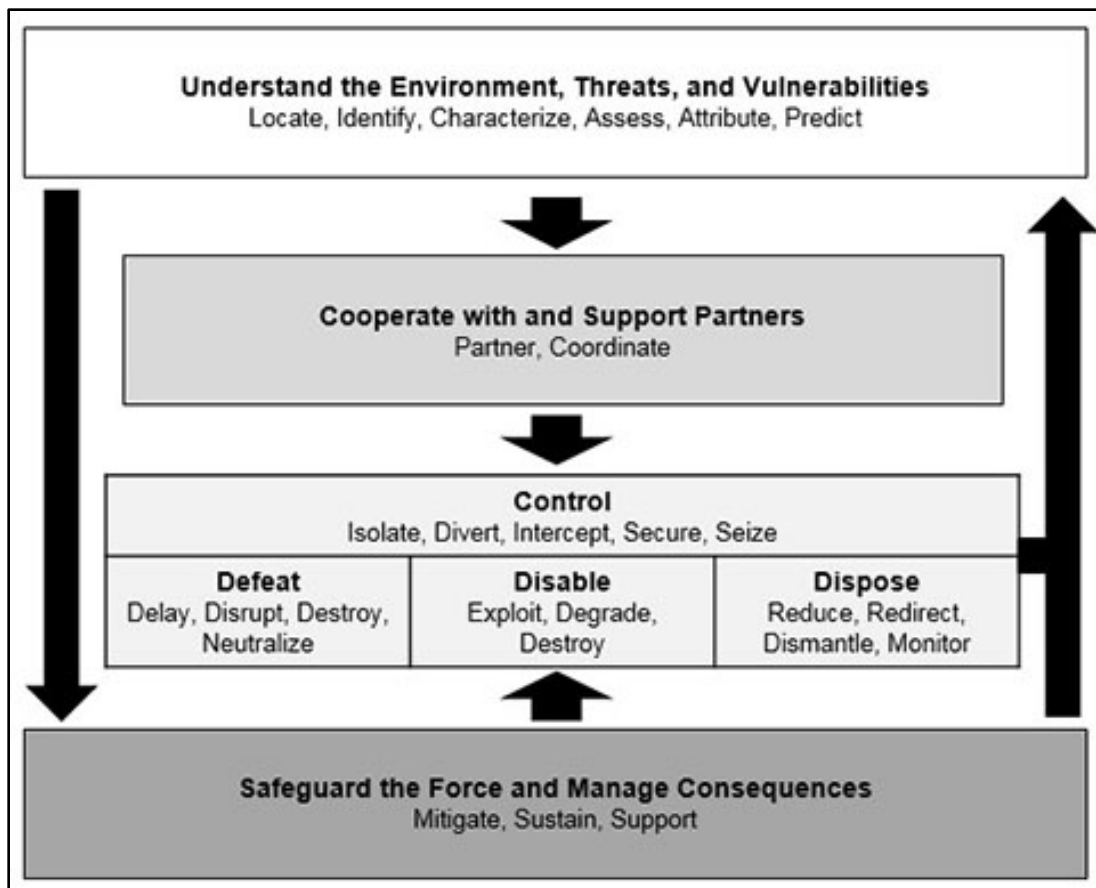 Understand the Environment, Threats, and Vulnerabilities
Locate, Identify, Characterize, Assess, Attribute, Predict
Cooperate with and Support Partners
Partner, Coordinate
Control
Isolate, Divert, Intercept, Secure, Seize
Defeat
Delay, Disrupt, Destroy,
Neutralize
Disable
Exploit, Degrade,
Destroy
Dispose
Reduce, Redirect,
Dismantle, Monitor
Safeguard the Force and Manage Consequences
Mitigate, Sustain, Support